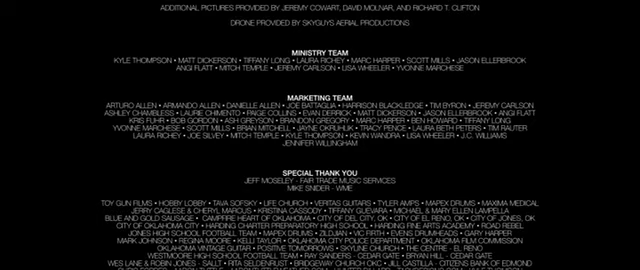 ADDITIONAL PICTURES PROVIDED BY JEREMY COWART, DAVID MOLNAR, AND RICHARD T. CLIFTON
DRONE PROVIDED BY SKYGUYS AERIAL PRODUCTIONS
MINISTRY TEAM
KYLE THOMPSON • MATT DICKERSON • TIFFANY LONG • LAURA RICHEY • MARC HARPER • SCOTT MILLS • JASON ELLERBROOK
ANGI FLATT • MITCH TEMPLE • JEREMY CARLSON • LISA WHEELER • YVONNE MARCHESE
MARKETING TEAM
ARTURO ALLEN • ARMANDO ALLEN • DANIELLE ALLEN • JOE BATTAGLIA • HARRISON BLACKLEDGE • TIM BYRON • JEREMY CARLSON
ASHLEY CHAMBLESS • LAURIE CHIMENTO • PAIGE COLLINS • EVAN DERRICK • MATT DICKERSON • JASON ELLERBROOK • ANGI FLATT
KRIS FUHR • BOB GORDON • ASH GREYSON • BRANDON GREGORY • MARC HARPER • BEN HOWARD • TIFFANY LONG
YVONNE MARCHESE • SCOTT MILLS • BRIAN MITCHELL • JAYNE OKRUHLIK • TRACY PENCE • LAURA BETH PETERS • TIM RAUTER
LAURA RICHEY • JOE SILVEY • MITCH TEMPLE • KYLE THOMPSON • KEVIN WANDRA • LISA WHEELER • J.C. WILLIAMS
JENNIFER WILLINGHAM
SPECIAL THANK YOU
JEFF MOSELEY - FAIR TRADE MUSIC SERVICES
MIKE SNIDER - WME
TOY GUN FILMS • HOBBY LOBBY • TAVA SOFSKY • LIFE CHURCH • VERITAS GUITARS • TYLER AMPS • MAPEX DRUMS • MAXIMA MEDICAL
JERRY CAGLESE & CHERYL MARCUS • KRISTINA CASSODY • TIFFANY GUEVARA • MICHAEL & MARY ELLEN LAMPELLA
BLUE AND GOLD SAUSAGE • CAMPFIRE HEART OF OKLAHOMA • CITY OF DEL CITY, OK • CITY OF EL RENO, OK • CITY OF JONES, OK
CITY OF OKLAHOMA CITY • HARDING CHARTER PREPARATORY HIGH SCHOOL • HARDING FINE ARTS ACADEMY • ROAD REBEL
JONES HIGH SCHOOL FOOTBALL TEAM • MAPEX DRUMS • ZILDJIAN • VIC FIRTH • EVENS DRUMHEADS • GARY HARPER
MARK JOHNSON • REGINA MOORE • KELLI TAYLOR • OKLAHOMA CITY POLICE DEPARTMENT • OKLAHOMA FILM COMMISSION
OKLAHOMA VINTAGE GUITAR • POSITIVE TOMORROWS • SKYLINE CHURCH • THE CENTRE - EL RENO
WESTMOORE HIGH SCHOOL FOOTBALL TEAM • RAY SANDERS - CEDAR GATE • BRYAN HILL - CEDAR GATE
WES LANE & ROBIN JONES - SALLT • RITA SELDENRUST • BRIDGEWAY CHURCH OKC • JILL CASTILLA - CITIZENS BANK OF EDMOND